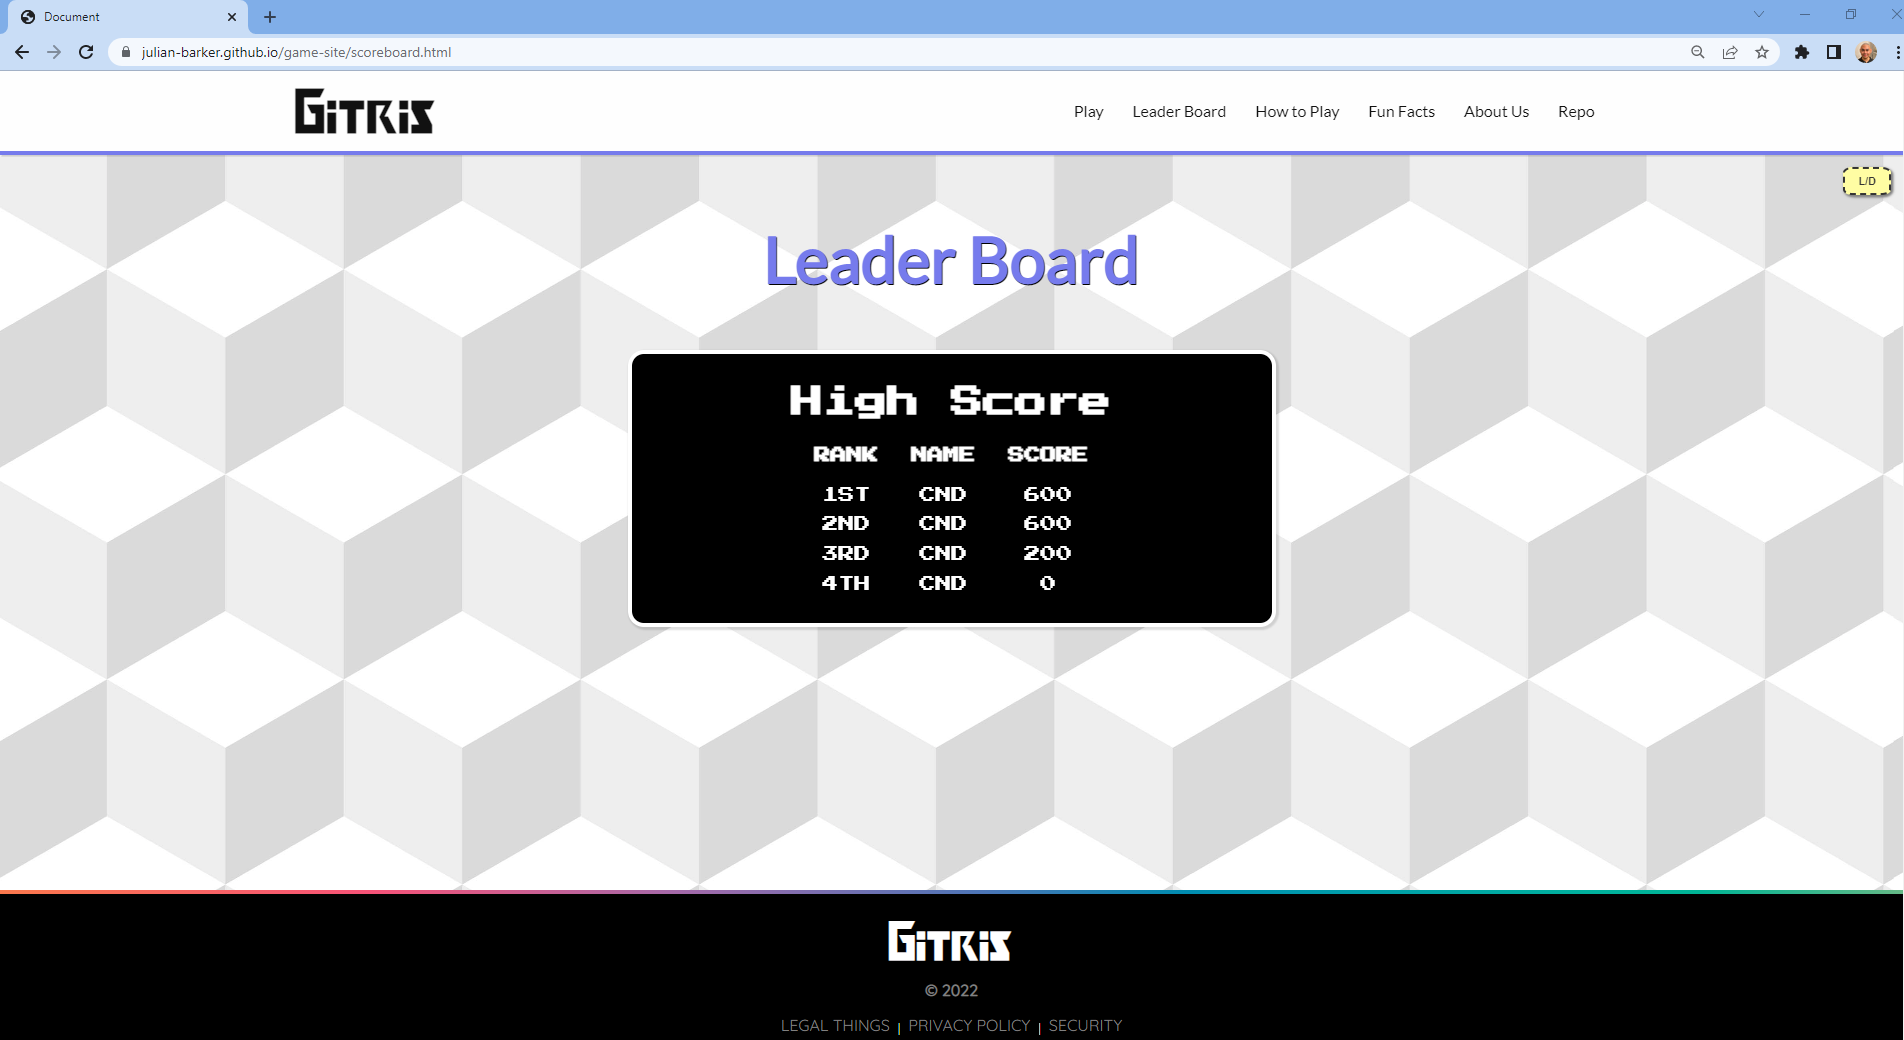 Document
julian-barker.github.io/game-site/scoreboard.html
GiTRiS
Play Leader Board How to Play Fun Facts About Us Repo
L/D
Leader Board
High Score
RANK NAME SCORE
1ST CND 600
2ND CND 600
3RD CND 200
4TH CND 0
GiTRiS
© 2022
LEGAL THINGS | PRIVACY POLICY | SECURITY